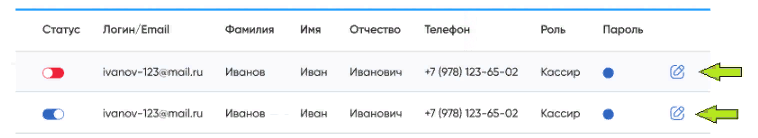 Статус Логин/Email Фамилия Имя Отчество Телефон Роль Пароль
ivanov-123@mail.ru Иванов Иван Иванович +7 (978) 123-65-02 Кассир
ivanov-123@mail.ru Иванов Иван Иванович +7 (978) 123-65-02 Кассир